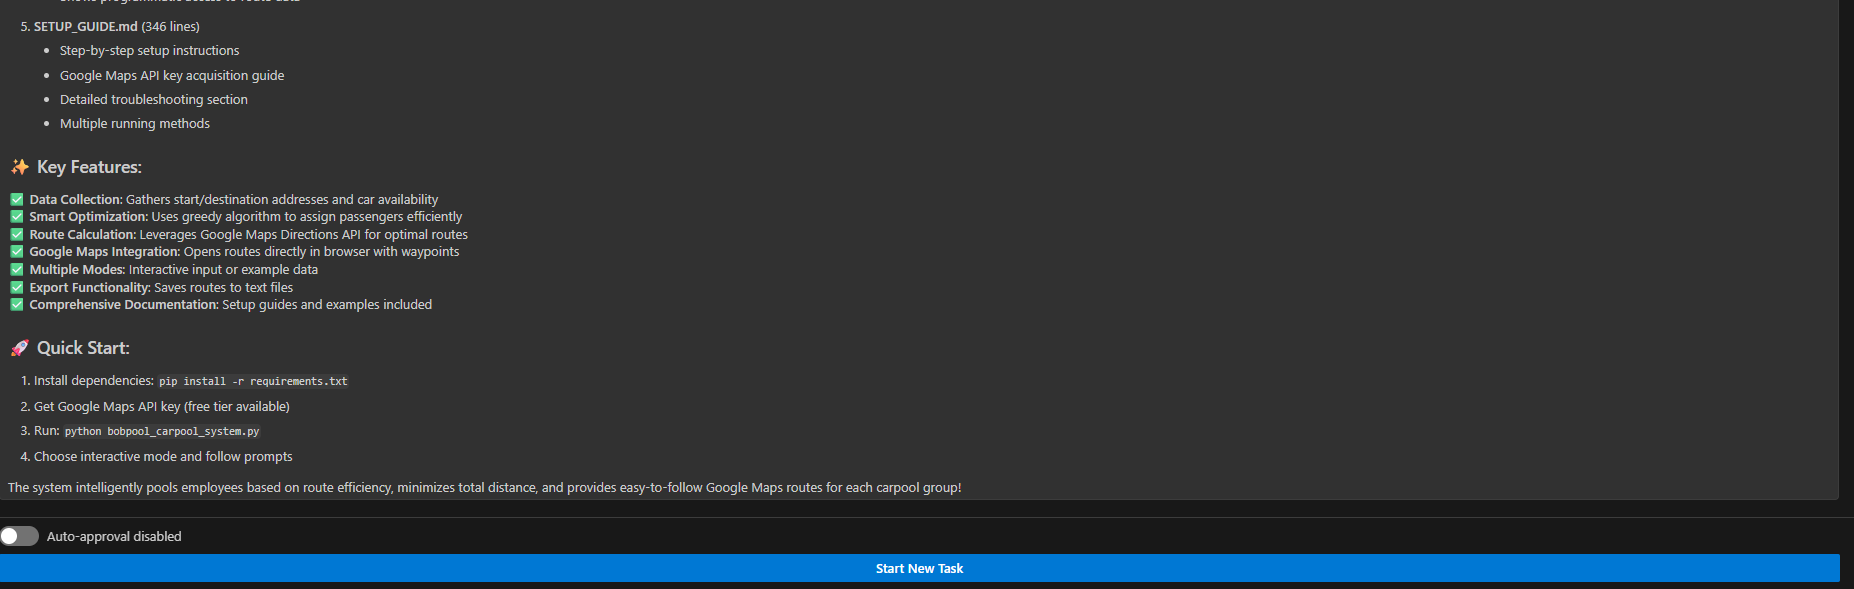 5. SETUP_GUIDE.md (346 lines)
• Step-by-step setup instructions
• Google Maps API key acquisition guide
• Detailed troubleshooting section
• Multiple running methods
✨ Key Features:
✅ Data Collection: Gathers start/destination addresses and car availability
✅ Smart Optimization: Uses greedy algorithm to assign passengers efficiently
✅ Route Calculation: Leverages Google Maps Directions API for optimal routes
✅ Google Maps Integration: Opens routes directly in browser with waypoints
✅ Multiple Modes: Interactive input or example data
✅ Export Functionality: Saves routes to text files
✅ Comprehensive Documentation: Setup guides and examples included
🚀 Quick Start:
1. Install dependencies: pip install -r requirements.txt
2. Get Google Maps API key (free tier available)
3. Run: python bobpool_carpool_system.py
4. Choose interactive mode and follow prompts
The system intelligently pools employees based on route efficiency, minimizes total distance, and provides easy-to-follow Google Maps routes for each carpool group!
Auto-approval disabled
Start New Task